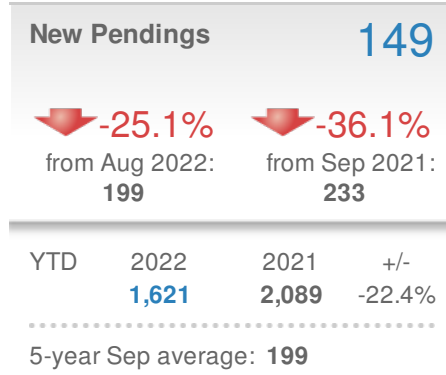 New Pendings 149
-25.1% -36.1%
from Aug 2022: from Sep 2021:
199 233
YTD 2022 2021 +/-
1,621 2,089 -22.4%
5-year Sep average: 199